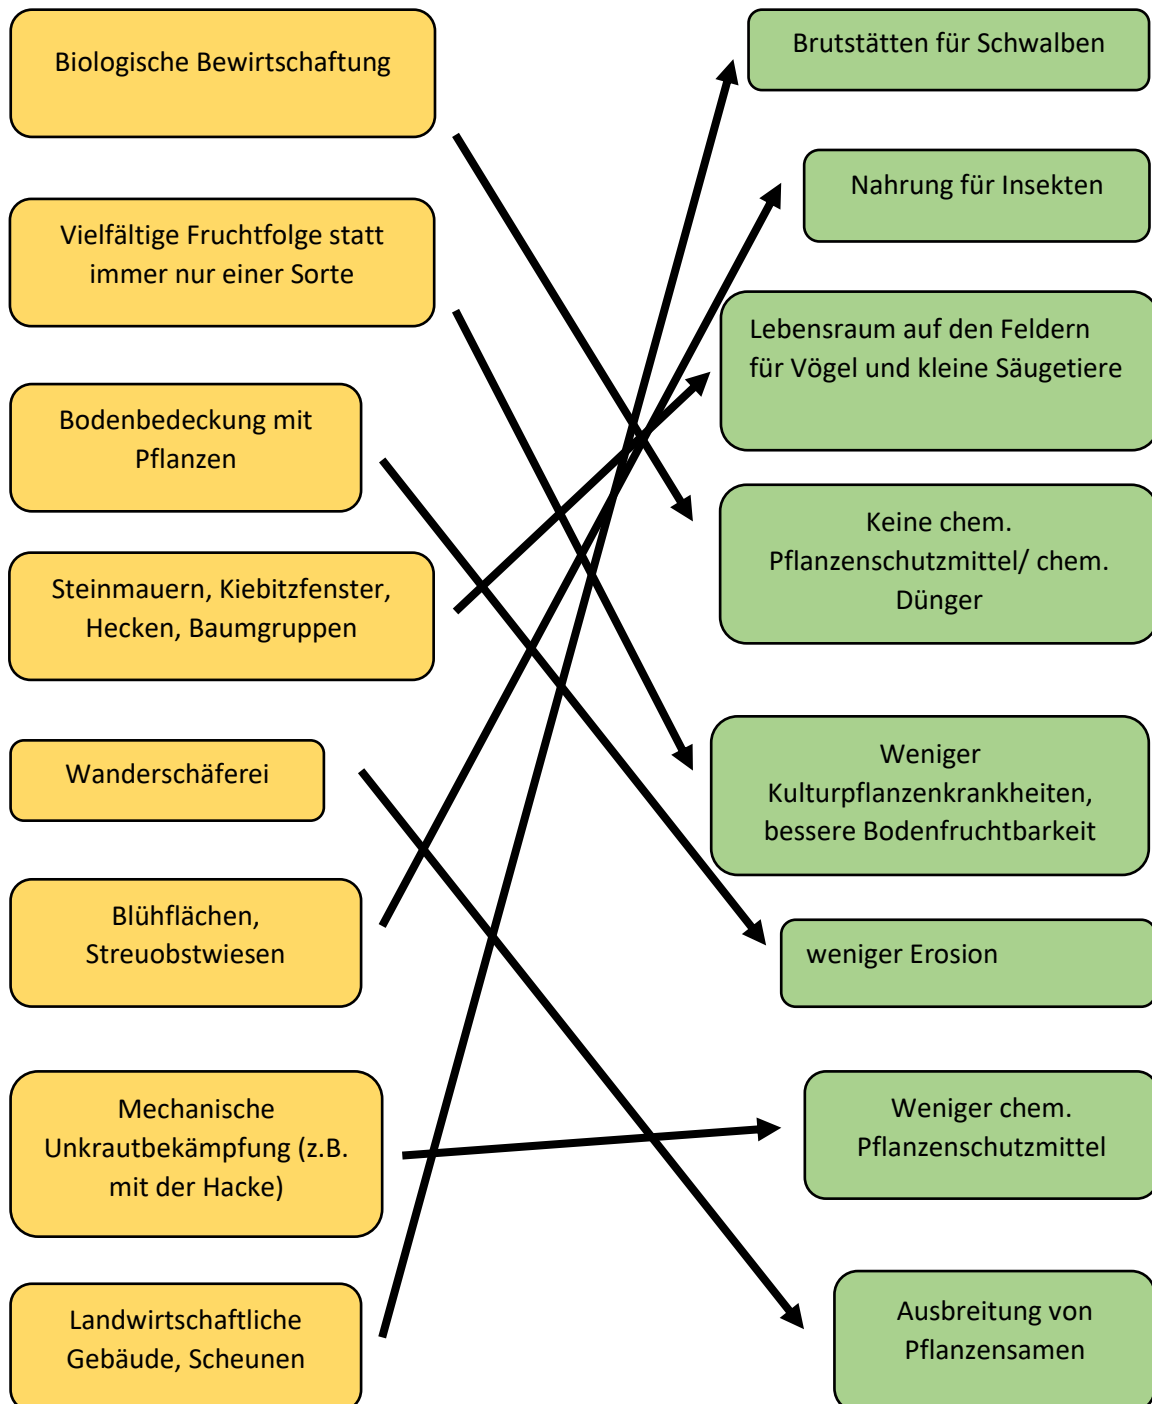 Biologische Bewirtschaftung
Vielfältige Fruchtfolge statt
immer nur einer Sorte
Bodenbedeckung mit
Pflanzen
Steinmauern, Kiebitzfenster,
Hecken, Baumgruppen
Wanderschäferei
Blühflächen,
Streuobstwiesen
Mechanische
Unkrautbekämpfung (z.B.
mit der Hacke)
Landwirtschaftliche
Gebäude, Scheunen
Brutstätten für Schwalben
Nahrung für Insekten
Lebensraum auf den Feldern
für Vögel und kleine Säugetiere
Keine chem.
Pflanzenschutzmittel/ chem.
Dünger
Weniger
Kulturpflanzenkrankheiten,
bessere Bodenfruchtbarkeit
weniger Erosion
Weniger chem.
Pflanzenschutzmittel
Ausbreitung von
Pflanzensamen